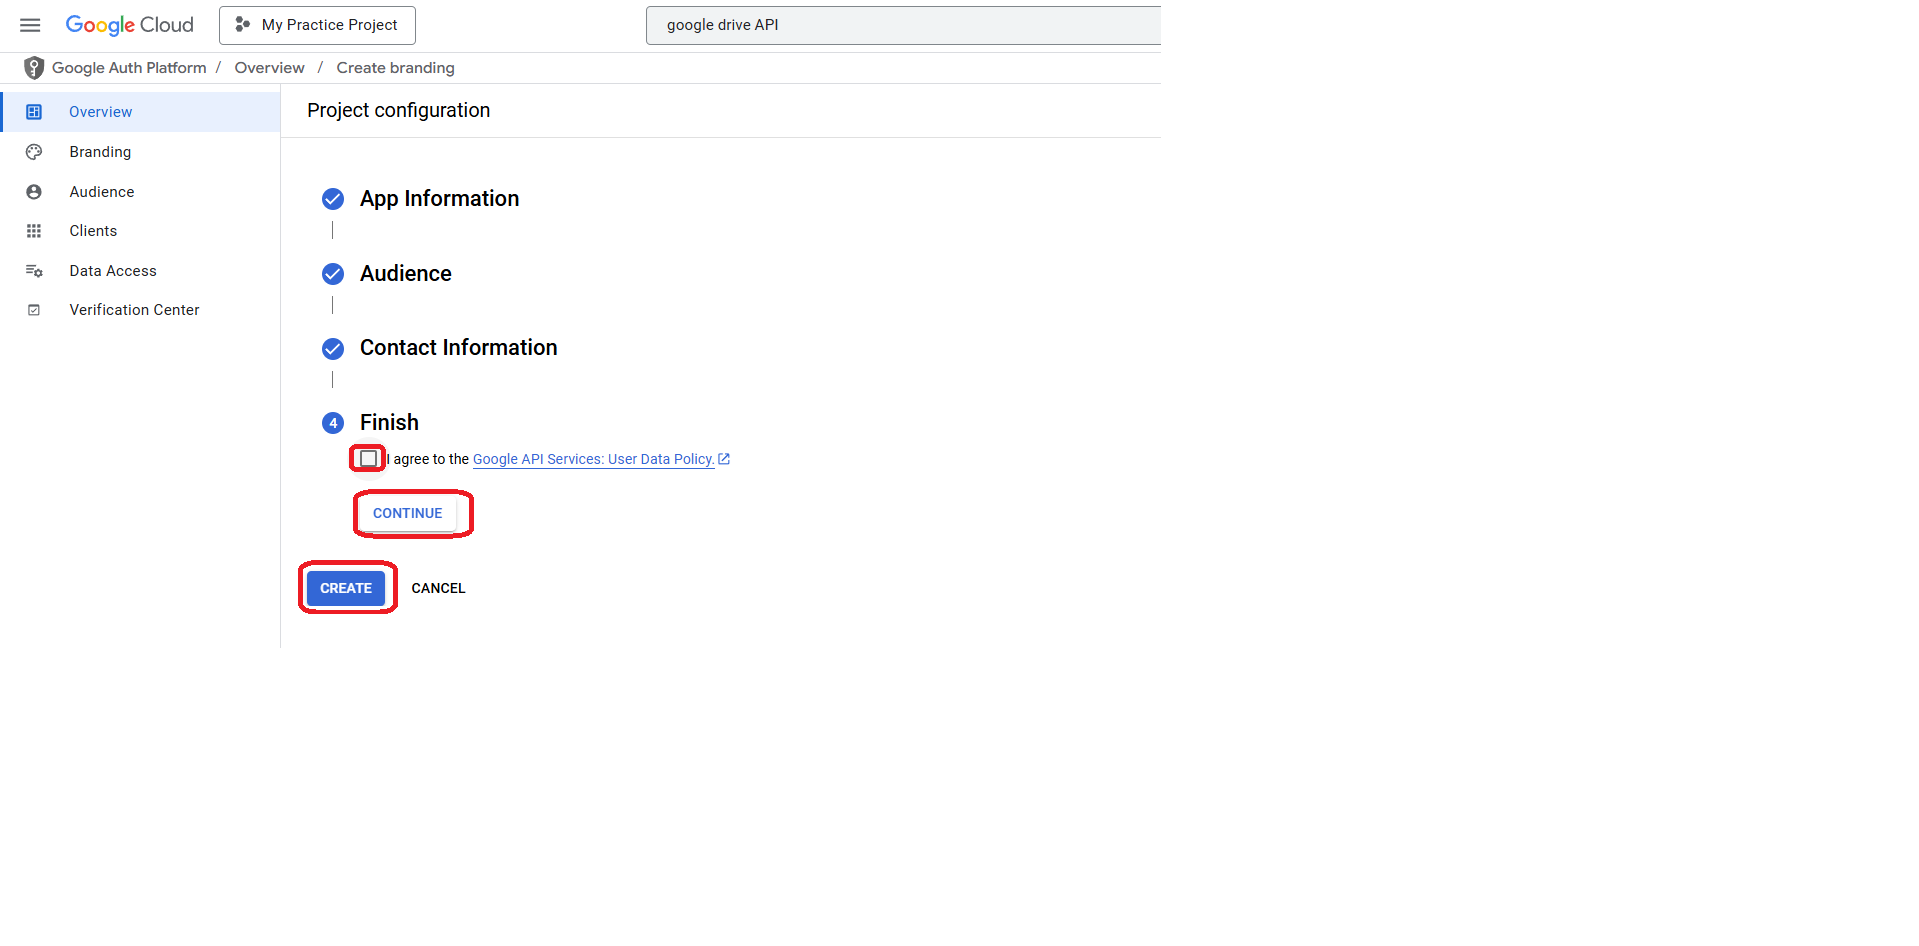 Google Cloud
My Practice Project
google drive API
Google Auth Platform / Overview / Create branding
Overview
Branding
Audience
Clients
Data Access
Verification Center
Project configuration
App Information
Audience
Contact Information
4 Finish
I agree to the Google API Services: User Data Policy.
CONTINUE
CREATE CANCEL